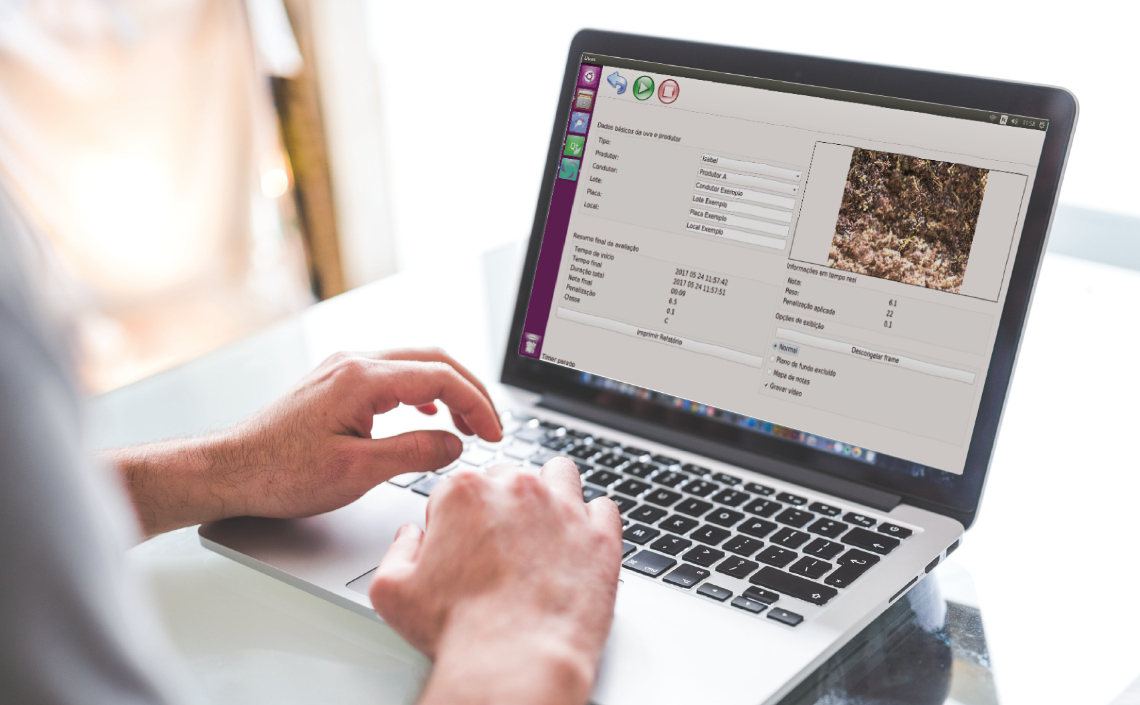 Uvas
11:58
Dados básicos da uva e produtor
Tipo: Isabel
Produtor: Produtor A
Condutor: Condutor Exemplo
Lote: Lote Exemplo
Placa: Placa Exemplo
Local: Local Exemplo
Resumo final da avaliação
Tempo de início 2017 05 24 11:57:42
Tempo final 2017 05 24 11:57:51
Duração total 00:09
Nota final 6.5
Penalização 0.1
Classe C
Imprimir Relatório
Timer parado
Informações em tempo real
Nota: 6.1
Peso: 22
Penalização aplicada 0.1
Opções de exibição
Descongelar frame
Normal
Plano de fundo excluído
Mapa de notas
Gravar vídeo